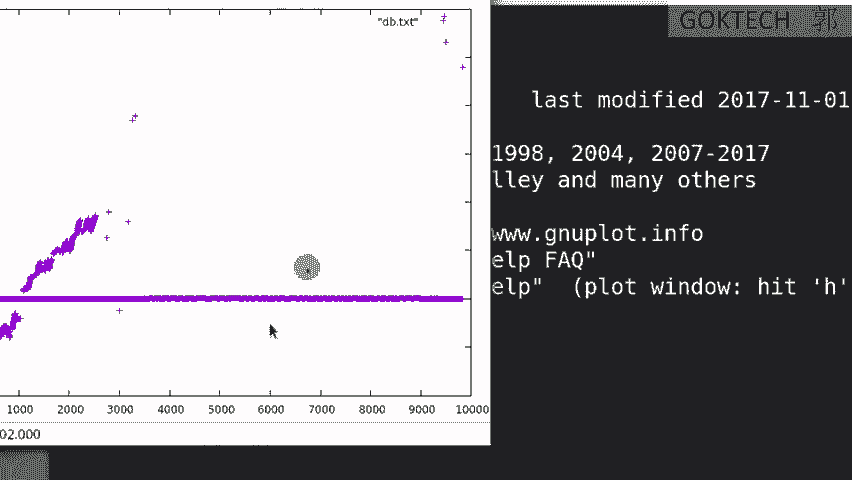 GOKTECH 郭
"db.txt"
last modified 2017-11-01
1998, 2004, 2007-2017
lley and many others
www.gnuplot.info
elp FAQ"
elp" (plot window: hit 'h'
1000 2000 3000 4000 5000 6000 7000 8000 9000 10000
02.000